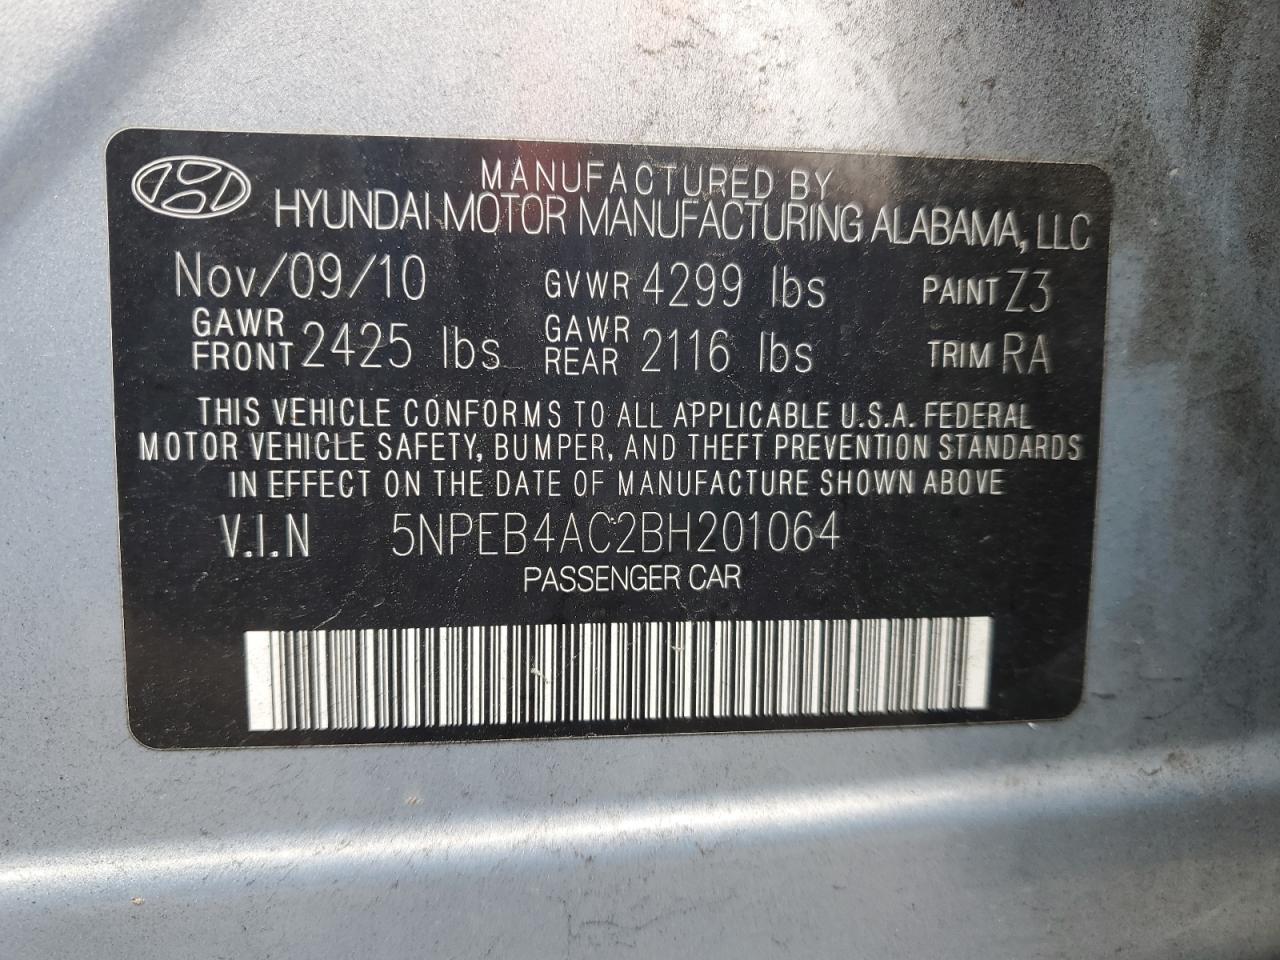 MANUFACTURED BY
HYUNDAI MOTOR MANUFACTURING ALABAMA, LLC
Nov/09/10 GVWR 4299 lbs PAINT Z3
GAWR FRONT 2425 lbs GAWR REAR 2116 lbs TRIM RA
THIS VEHICLE CONFORMS TO ALL APPLICABLE U.S.A. FEDERAL
MOTOR VEHICLE SAFETY, BUMPER, AND THEFT PREVENTION STANDARDS
IN EFFECT ON THE DATE OF MANUFACTURE SHOWN ABOVE
V.I.N 5NPEB4AC2BH201064
PASSENGER CAR